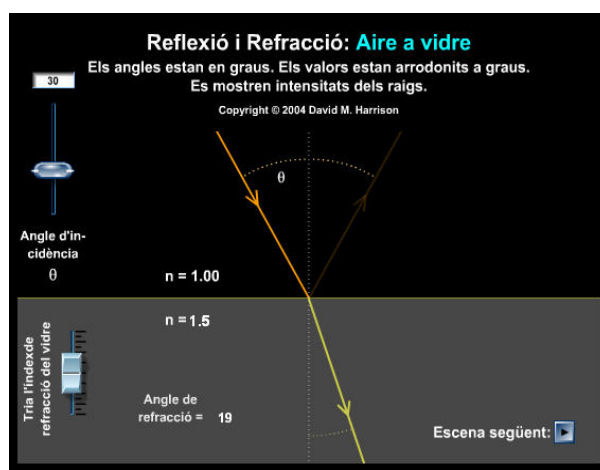 Reflexió i Refracció: Aire a vidre
Els angles estan en graus. Els valors estan arrodonits a graus.
Es mostren intensitats dels raigs.
Copyright © 2004 David M. Harrison
30
θ
Angle d'in-
cidència
θ
n = 1.00
n = 1.5
Tria l'índexde
refracció del vidre
Angle de
refracció = 19
Escena següent: